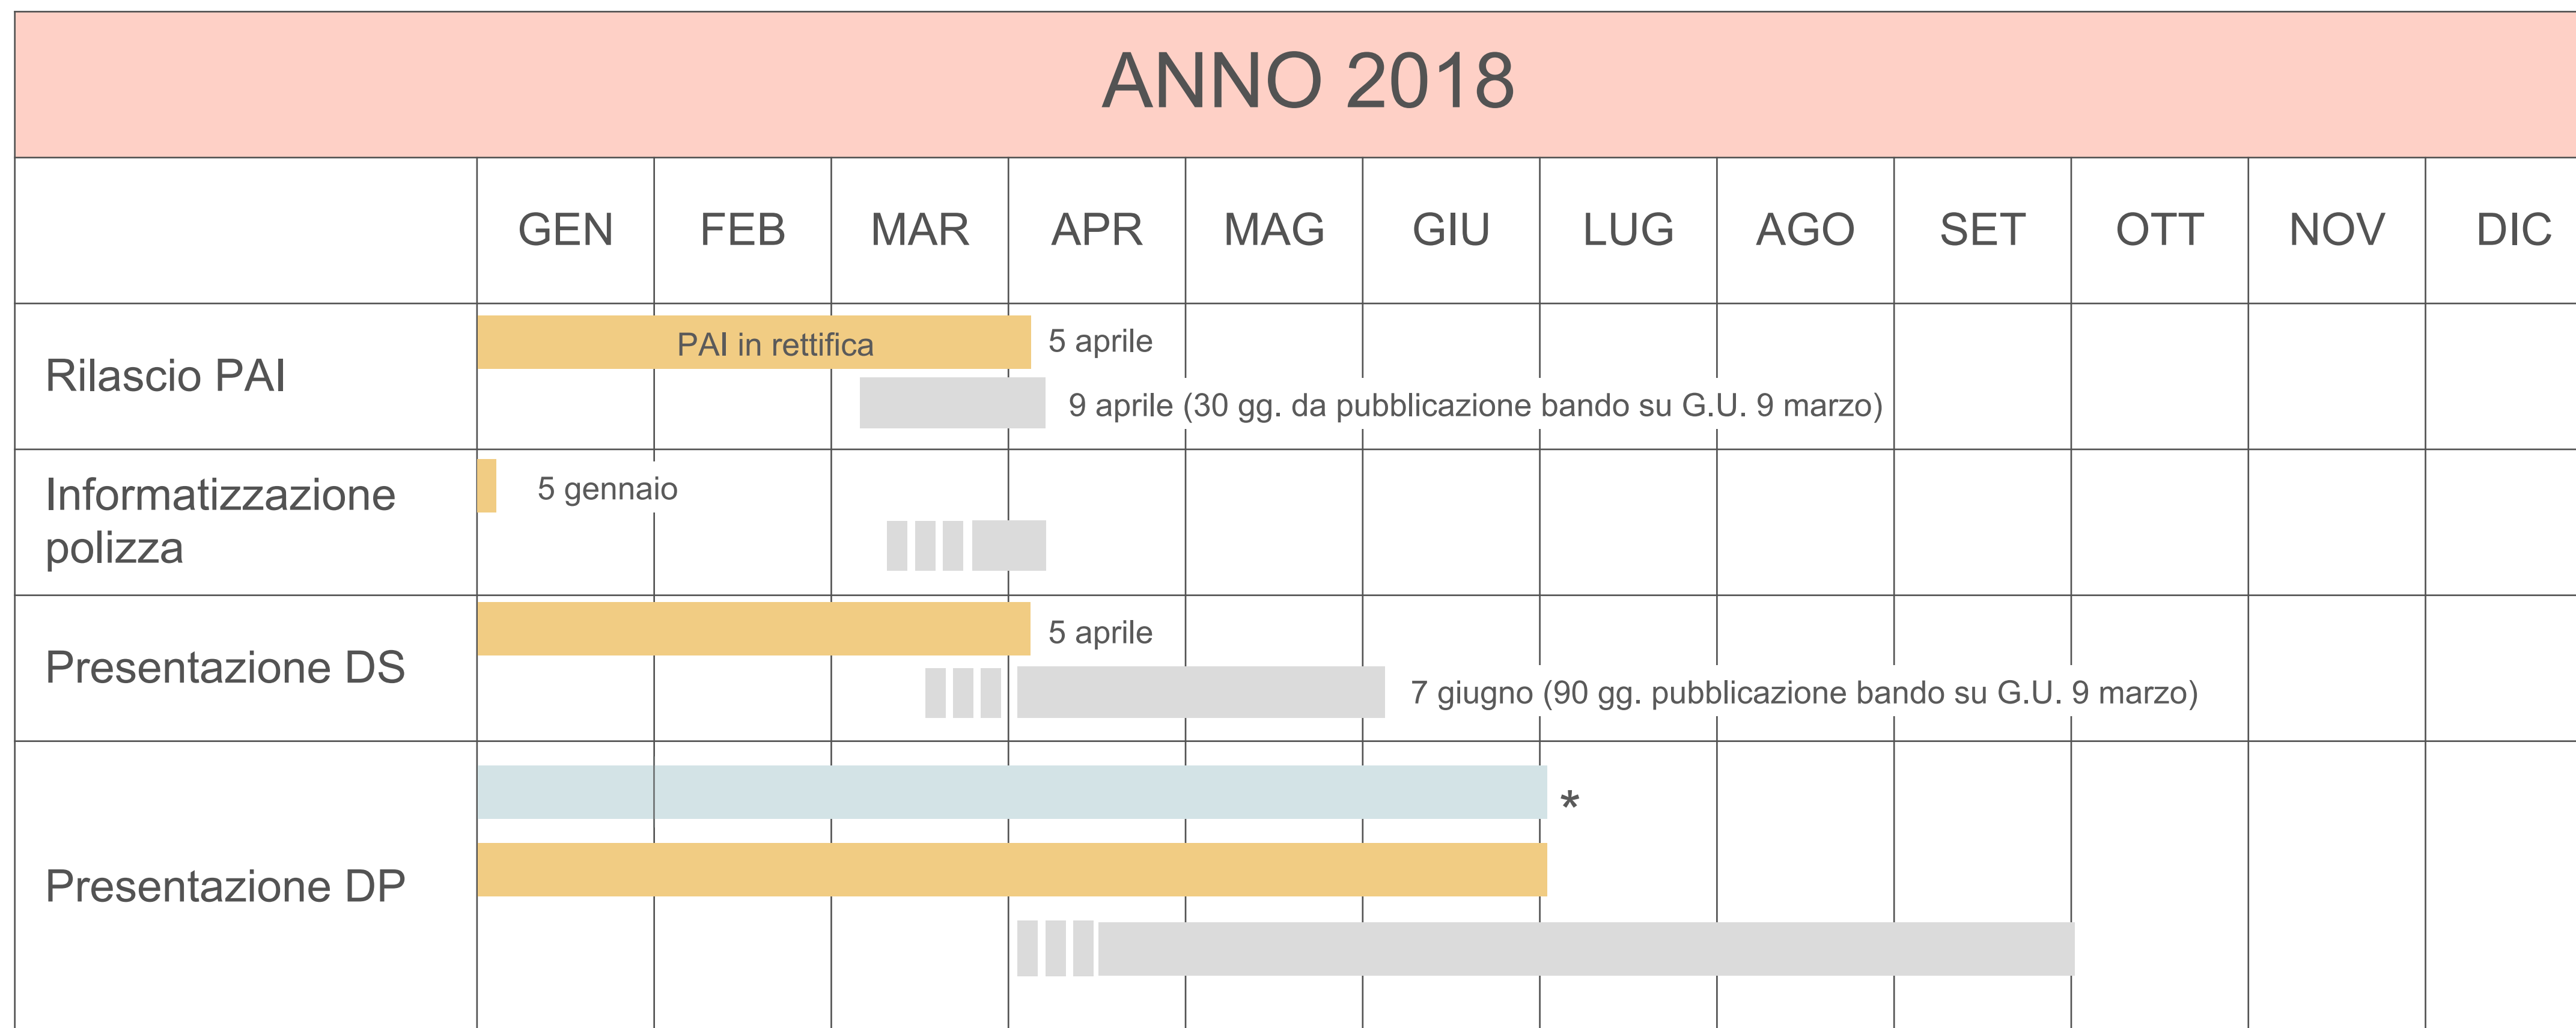 ANNO 2018
GEN FEB MAR APR MAG GIU LUG AGO SET OTT NOV DIC
Rilascio PAI
PAI in rettifica
5 aprile
9 aprile (30 gg. da pubblicazione bando su G.U. 9 marzo)
Informatizzazione
polizza
5 gennaio
Presentazione DS
5 aprile
7 giugno (90 gg. pubblicazione bando su G.U. 9 marzo)
Presentazione DP
*